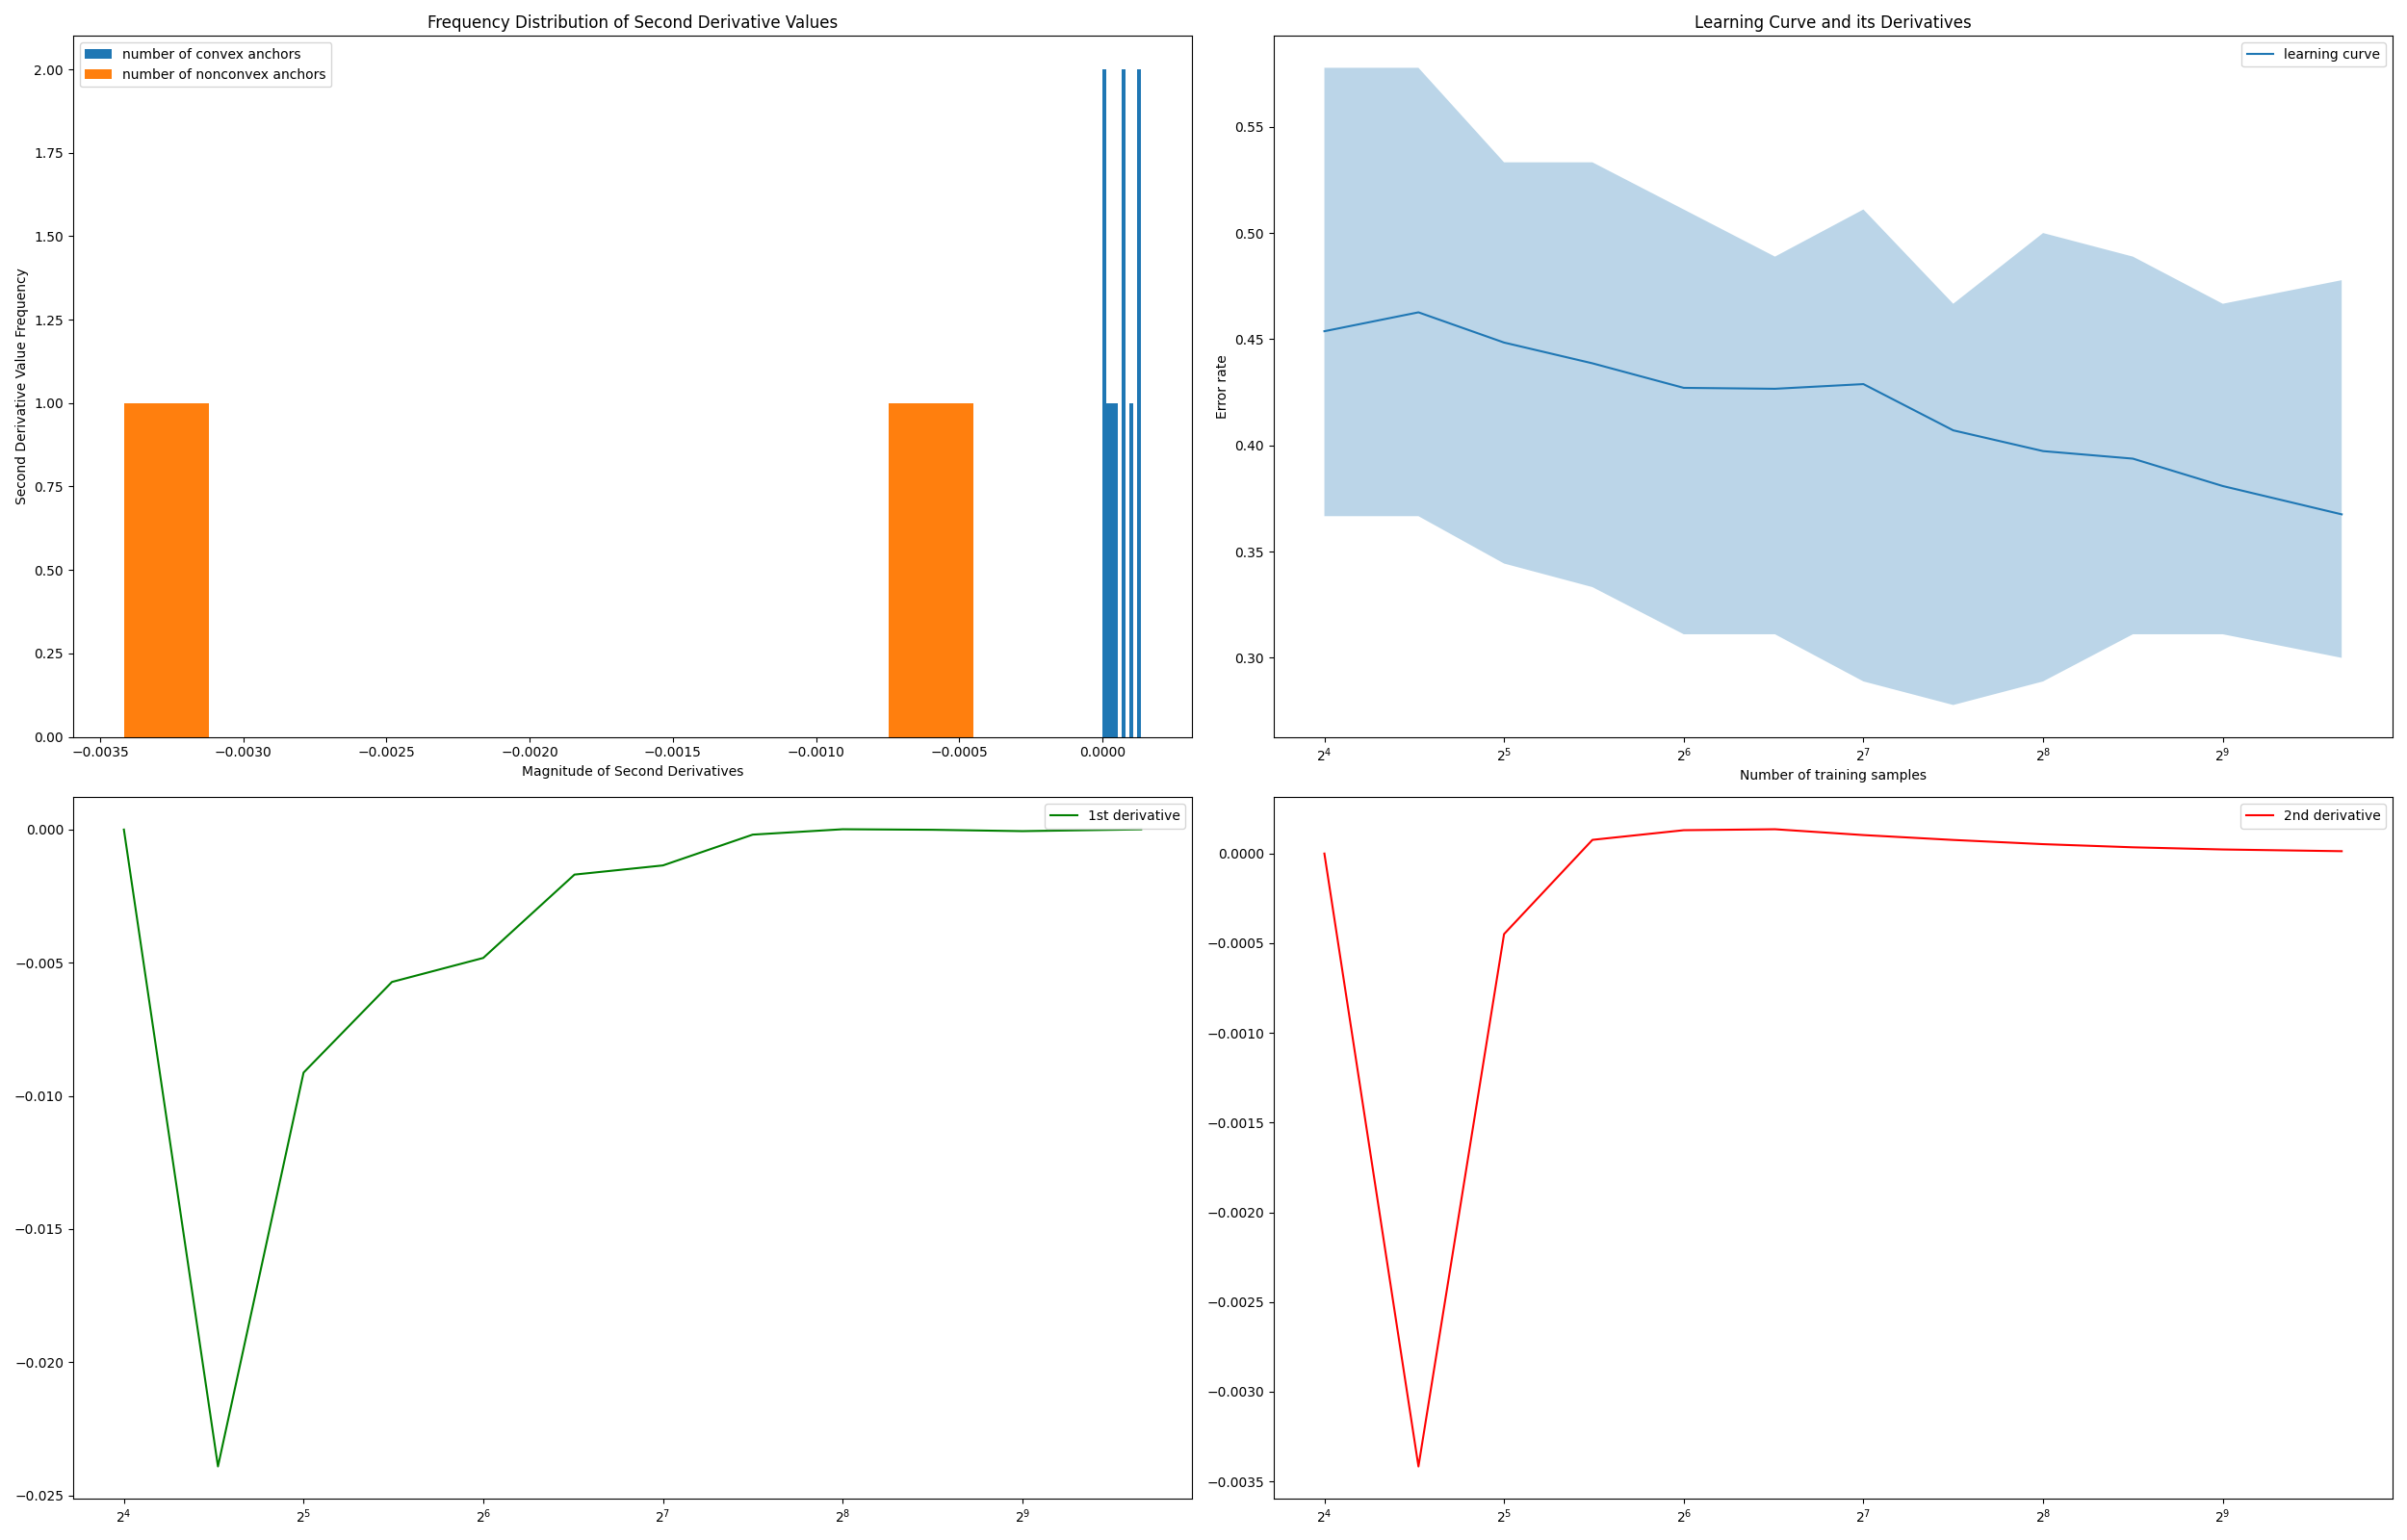 Frequency Distribution of Second Derivative Values
number of convex anchors
number of nonconvex anchors
Second Derivative Value Frequency
2.00
1.75
1.50
1.25
1.00
0.75
0.50
0.25
0.00
−0.0035 −0.0030 −0.0025 −0.0020 −0.0015 −0.0010 −0.0005 0.0000
Magnitude of Second Derivatives
Learning Curve and its Derivatives
learning curve
Error rate
0.55
0.50
0.45
0.40
0.35
0.30
2⁴ 2⁵ 2⁶ 2⁷ 2⁸ 2⁹
Number of training samples
1st derivative
0.000
−0.005
−0.010
−0.015
−0.020
−0.025
2⁴ 2⁵ 2⁶ 2⁷ 2⁸ 2⁹
2nd derivative
0.0000
−0.0005
−0.0010
−0.0015
−0.0020
−0.0025
−0.0030
−0.0035
2⁴ 2⁵ 2⁶ 2⁷ 2⁸ 2⁹